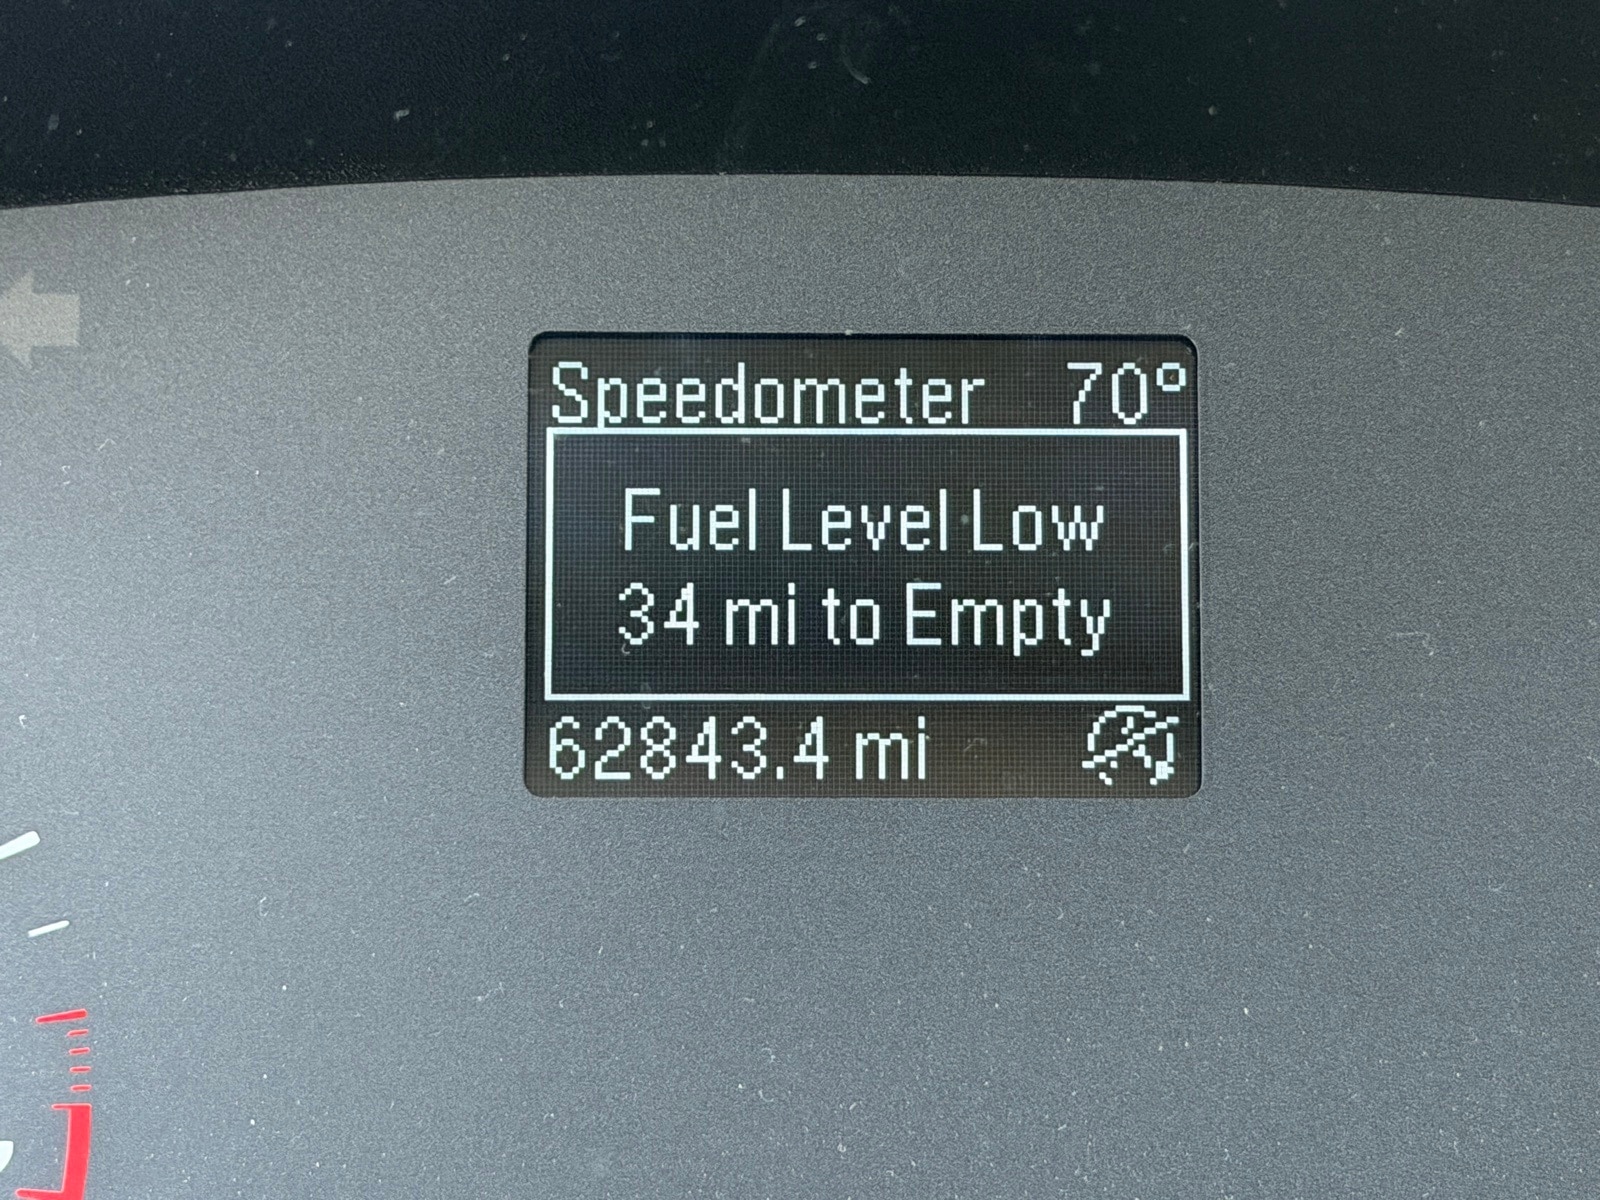 Speedometer 70°
Fuel Level Low
34 mi to Empty
62843.4 mi